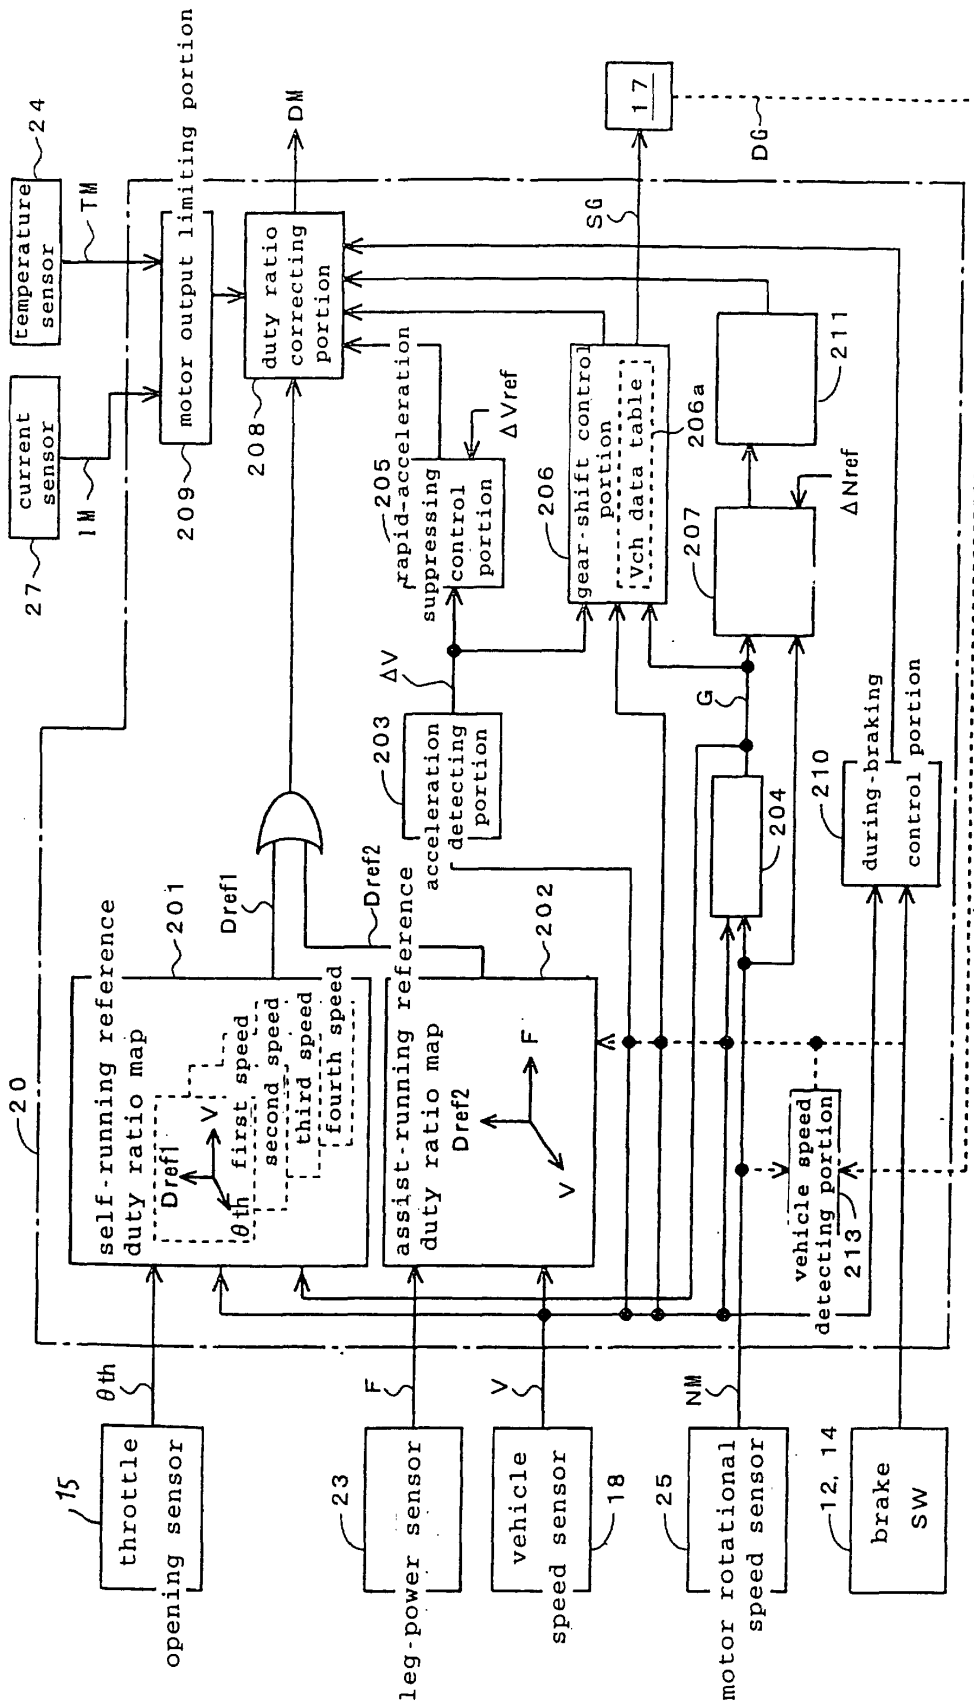 20
15
throttle
opening sensor
θth
23
leg-power sensor
F
vehicle
speed sensor
18
V
25
motor rotational
speed sensor
NM
12, 14
brake
SW
self-running reference
duty ratio map
201
Dref1
V
θth
first speed
second speed
third speed
fourth speed
Dref1
assist-running reference
duty ratio map
202
Dref2
F
V
Dref2
vehicle speed
detecting portion
213
203
acceleration
detecting
portion
ΔV
204
G
210
during-braking
control portion
205
rapid-acceleration
suppressing
control
portion
ΔVref
206
gear-shift control
portion
Vch data table
206a
207
ΔNref
211
208
duty ratio
correcting
portion
DM
209
motor output limiting portion
27
current
sensor
IM
temperature
sensor
24
TM
SG
17
DG